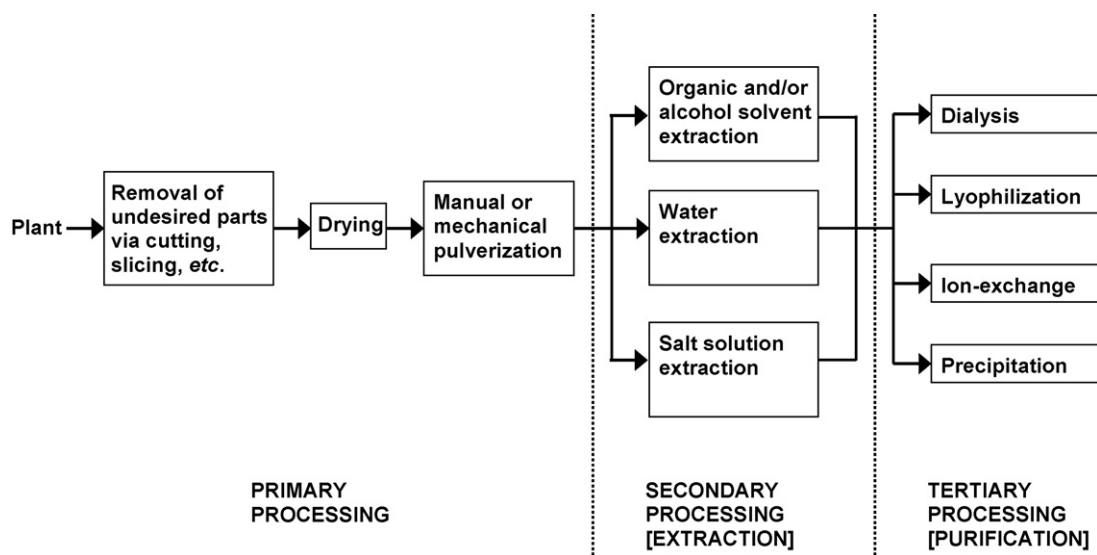 Plant
Removal of
undesired parts
via cutting,
slicing, etc.
Drying
Manual or
mechanical
pulverization
Organic and/or
alcohol solvent
extraction
Water
extraction
Salt solution
extraction
Dialysis
Lyophilization
Ion-exchange
Precipitation
PRIMARY
PROCESSING
SECONDARY
PROCESSING
[EXTRACTION]
TERTIARY
PROCESSING
[PURIFICATION]